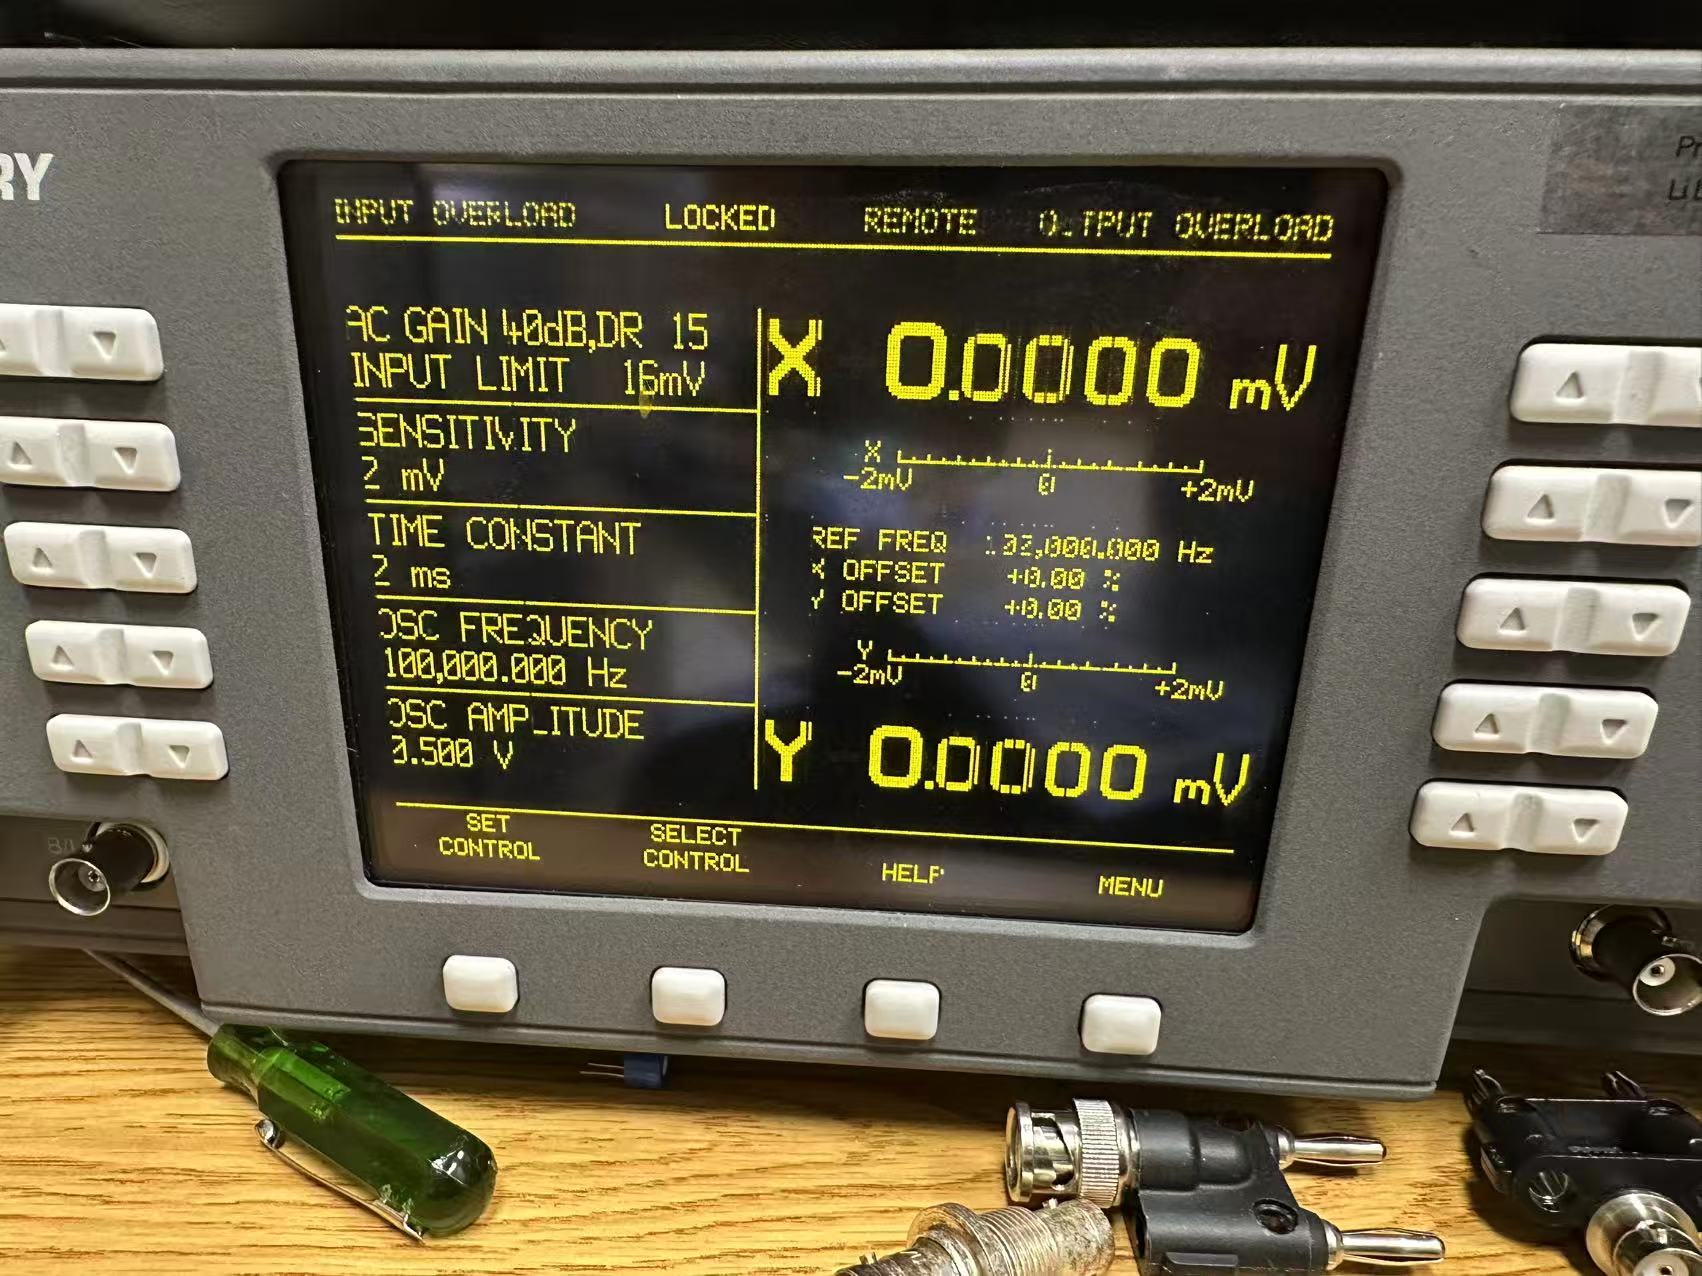 RY
INPUT OVERLOAD LOCKED REMOTE OUTPUT OVERLOAD
AC GAIN 40dB,DR 15
INPUT LIMIT 16mV
SENSITIVITY
2 mV
TIME CONSTANT
2 ms
OSC FREQUENCY
100,000.000 Hz
OSC AMPLITUDE
0.500 V
X 0.0000 mV
X
-2mV 0 +2mV
REF FREQ Hz
X OFFSET +0.00 %
Y OFFSET +0.00 %
Y
-2mV 0 +2mV
Y 0.0000 mV
SET
CONTROL
SELECT
CONTROL
HELP
MENU